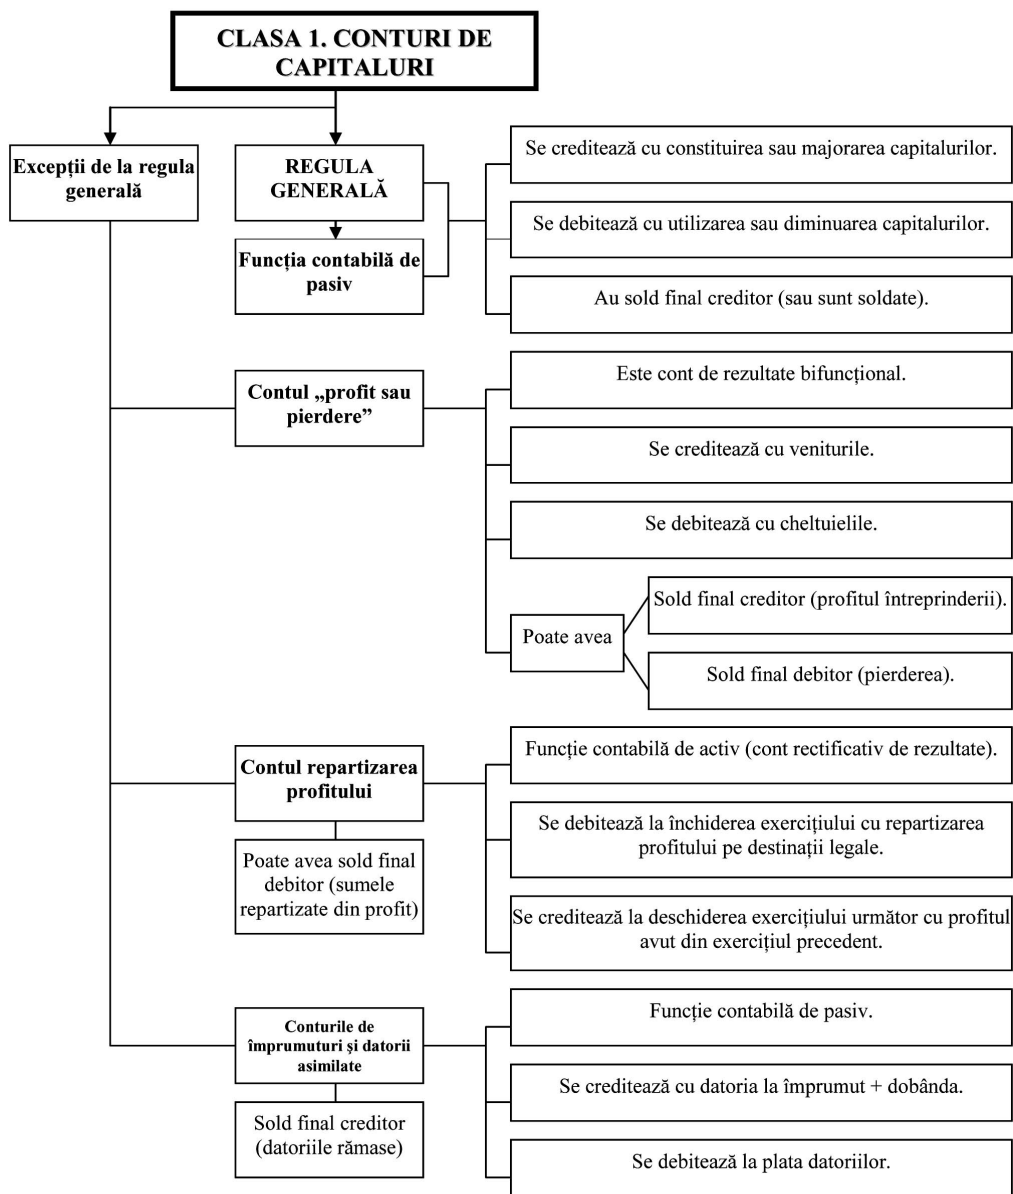 CLASA 1. CONTURI DE
CAPITALURI
Excepții de la regula
generală
REGULA
GENERALĂ
Funcția contabilă de
pasiv
Se creditează cu constituirea sau majorarea capitalurilor.
Se debitează cu utilizarea sau diminuarea capitalurilor.
Au sold final creditor (sau sunt soldate).
Contul „profit sau
pierdere”
Este cont de rezultate bifuncțional.
Se creditează cu veniturile.
Se debitează cu cheltuielile.
Poate avea
Sold final creditor (profitul întreprinderii).
Sold final debitor (pierderea).
Contul repartizarea
profitului
Poate avea sold final
debitor (sumele
repartizate din profit)
Funcție contabilă de activ (cont rectificativ de rezultate).
Se debitează la închiderea exercițiului cu repartizarea
profitului pe destinații legale.
Se creditează la deschiderea exercițiului următor cu profitul
avut din exercițiul precedent.
Conturile de
împrumuturi și datorii
asimilate
Sold final creditor
(datoriile rămase)
Funcție contabilă de pasiv.
Se creditează cu datoria la împrumut + dobânda.
Se debitează la plata datoriilor.